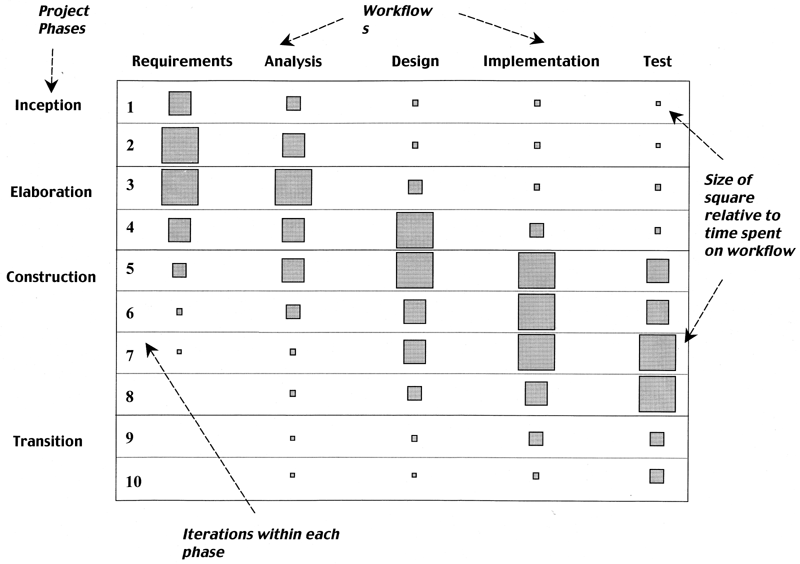 Project
Phases
Workflow
s
Requirements Analysis Design Implementation Test
Inception 1
2
Elaboration 3
4
Construction 5
6
7
8
Transition 9
10
Size of
square
relative to
time spent
on workflow
Iterations within each
phase